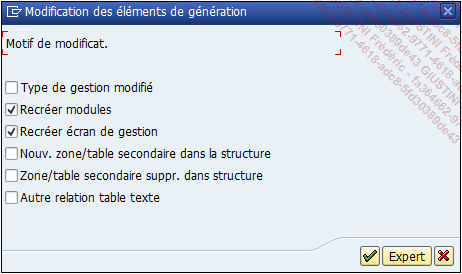 Modification des éléments de génération
Motif de modificat.
Type de gestion modifié
Recréer modules
Recréer écran de gestion
Nouv. zone/table secondaire dans la structure
Zone/table secondaire suppr. dans structure
Autre relation table texte
Expert